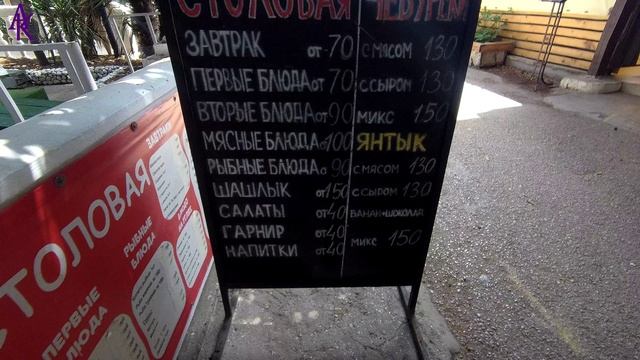 СТОЛОВАЯ
ЗАВТРАК от 70
ПЕРВЫЕ БЛЮДА от 70
ВТОРЫЕ БЛЮДА от 90
МЯСНЫЕ БЛЮДА от 100
РЫБНЫЕ БЛЮДА о 90
ШАШЛЫК от 150
САЛАТЫ от 40
ГАРНИР от 40
НАПИТКИ от 40
ЧЕБУРЕКИ
с мясом 130
с сыром 130
микс 150
ЯНТЫК
с мясом 130
с сыром 130
банан+шоколад
микс 150
СТОЛОВАЯ
ЗАВТРАК
РЫБНЫЕ
БЛЮДА
ПЕРВЫЕ
БЛЮДА